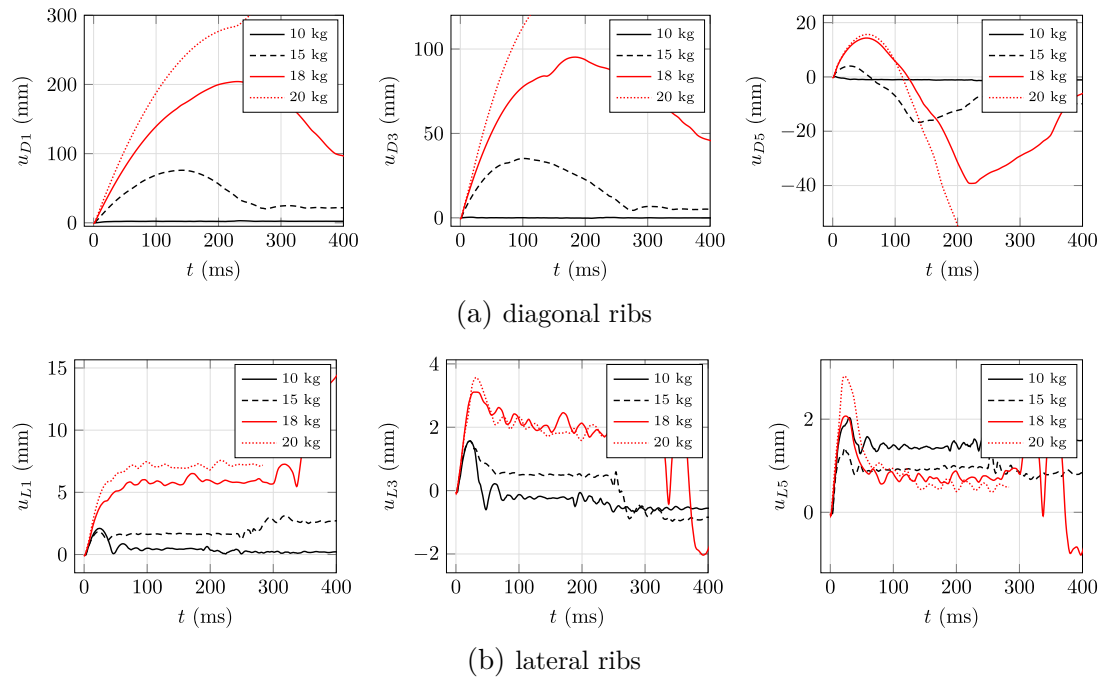 300
200
100
0
0 100 200 300 400
t (ms)
u_{D1} (mm)
10 kg
15 kg
18 kg
20 kg
100
50
0
0 100 200 300 400
t (ms)
u_{D3} (mm)
10 kg
15 kg
18 kg
20 kg
20
0
−20
−40
0 100 200 300 400
t (ms)
u_{D5} (mm)
10 kg
15 kg
18 kg
20 kg
(a) diagonal ribs
15
10
5
0
0 100 200 300 400
t (ms)
u_{L1} (mm)
10 kg
15 kg
18 kg
20 kg
4
2
0
−2
0 100 200 300 400
t (ms)
u_{L3} (mm)
10 kg
15 kg
18 kg
20 kg
2
0
0 100 200 300 400
t (ms)
u_{L5} (mm)
10 kg
15 kg
18 kg
20 kg
(b) lateral ribs